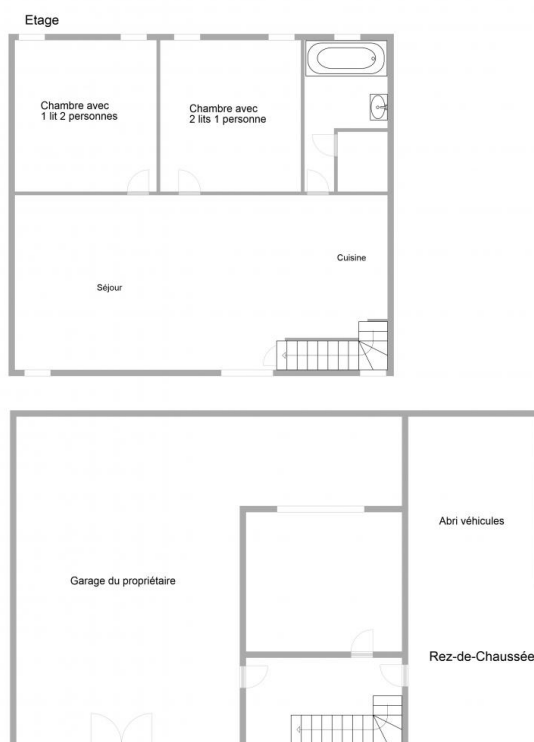 Etage
Chambre avec
1 lit 2 personnes
Chambre avec
2 lits 1 personne
Cuisine
Séjour
Abri véhicules
Garage du propriétaire
Rez-de-Chaussée